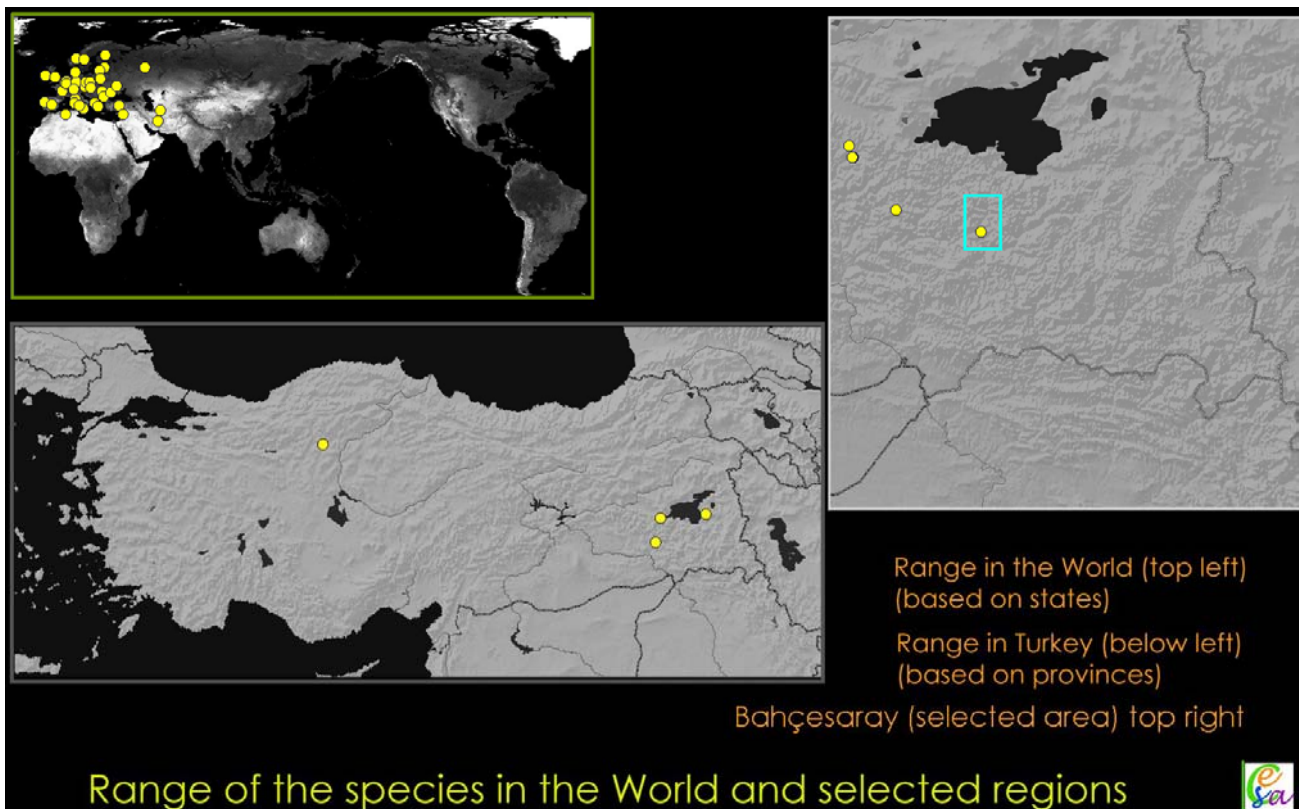 Range in the World (top left)
(based on states)
Range in Turkey (below left)
(based on provinces)
Bahçesaray (selected area) top right
Range of the species in the World and selected regions
esa